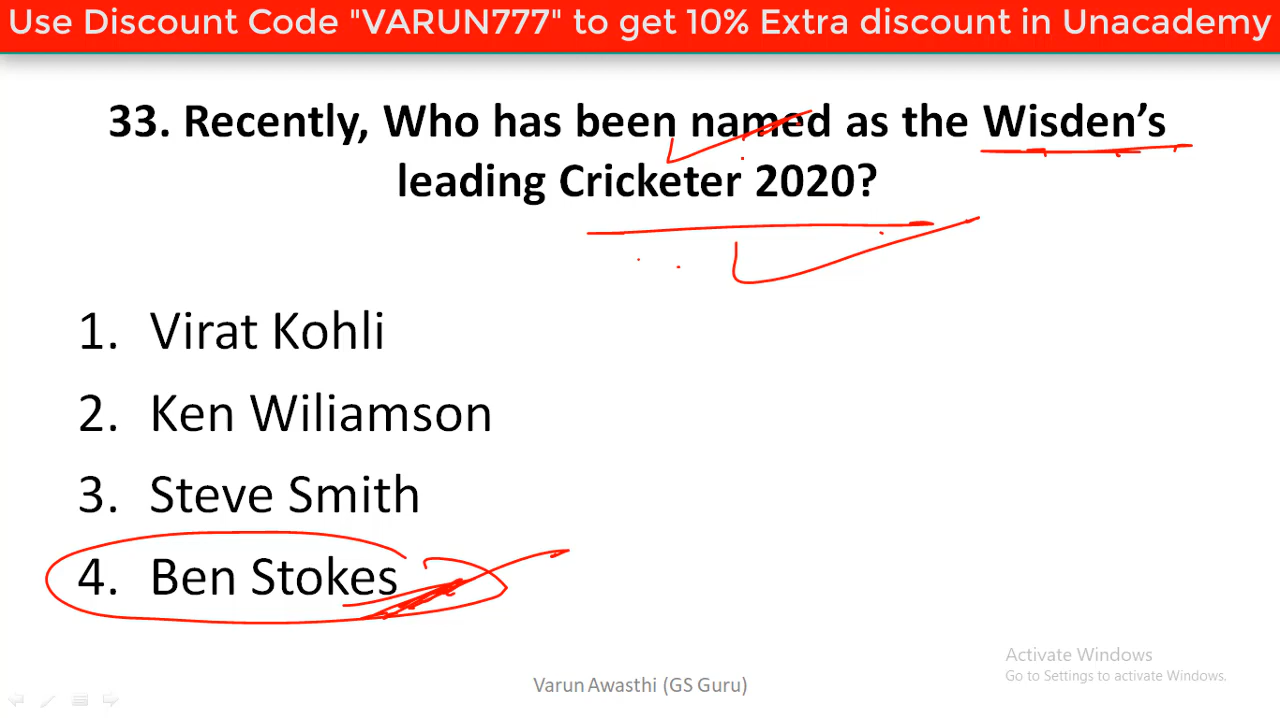 Use Discount Code "VARUN777" to get 10% Extra discount in Unacademy
33. Recently, Who has been named as the Wisden’s
leading Cricketer 2020?
1. Virat Kohli
2. Ken Wiliamson
3. Steve Smith
4. Ben Stokes
Activate Windows
Go to Settings to activate Windows.
Varun Awasthi (GS Guru)